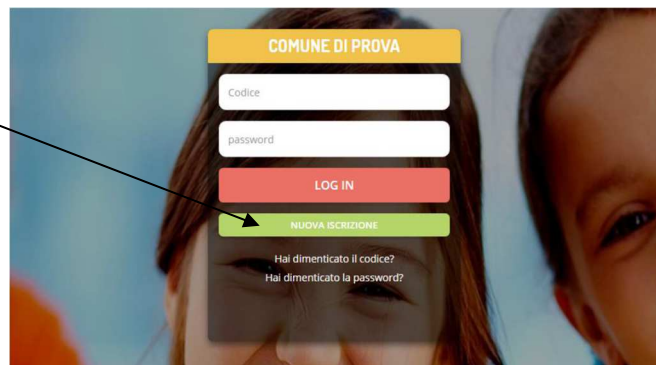 COMUNE DI PROVA
Codice
password
LOG IN
NUOVA ISCRIZIONE
Hai dimenticato il codice?
Hai dimenticato la password?